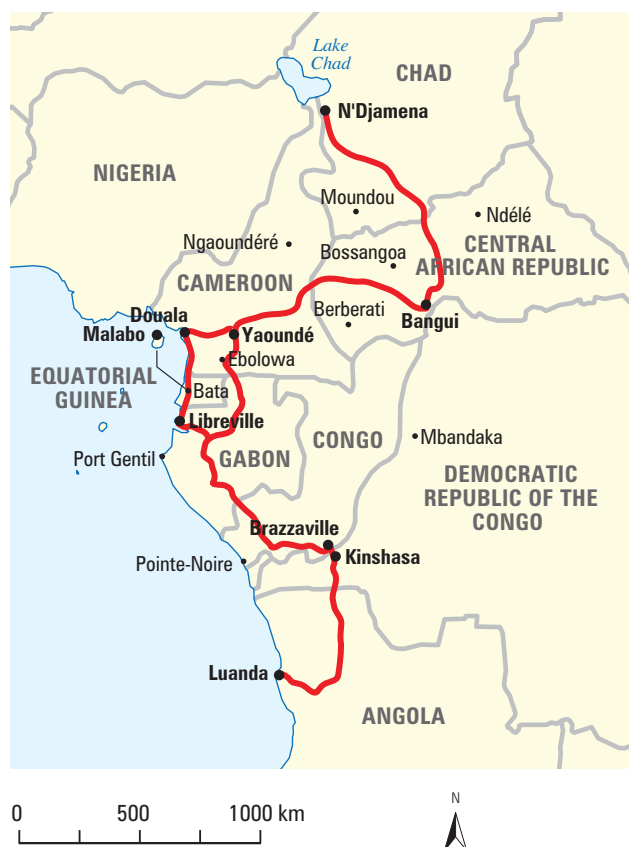 Lake
Chad
CHAD
N'Djamena
NIGERIA
Moundou
Ndélé
Ngaoundéré
Bossangoa
CENTRAL
AFRICAN REPUBLIC
CAMEROON
Berberati
Bangui
Douala
Malabo
Yaoundé
Ebolowa
EQUATORIAL
GUINEA
Bata
Libreville
CONGO
Mbandaka
Port Gentil
GABON
DEMOCRATIC
REPUBLIC OF THE
CONGO
Brazzaville
Kinshasa
Pointe-Noire
Luanda
ANGOLA
0 500 1000 km
N